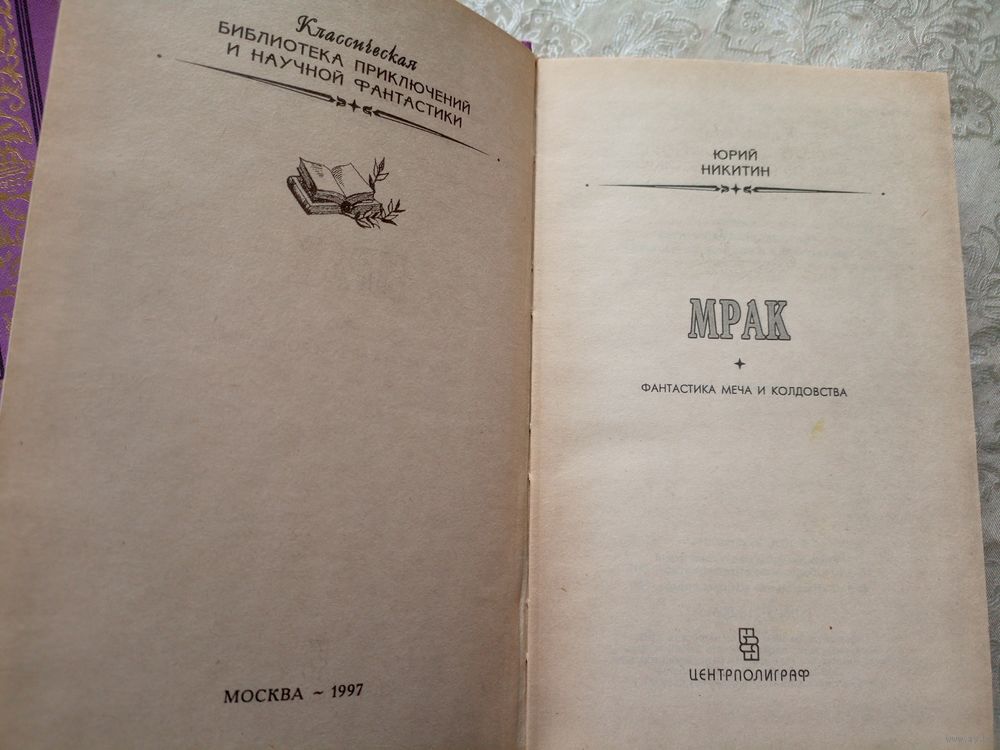 Классическая
БИБЛИОТЕКА ПРИКЛЮЧЕНИЙ
И НАУЧНОЙ ФАНТАСТИКИ
МОСКВА ~ 1997
ЮРИЙ
НИКИТИН
МРАК
ФАНТАСТИКА МЕЧА И КОЛДОВСТВА
ЦЕНТРПОЛИГРАФ